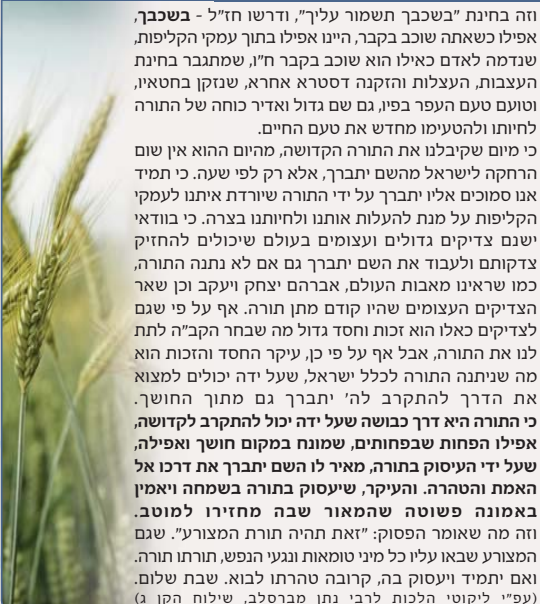 וזה בחינת "בשכבך תשמור עליך", ודרשו חז"ל - בשכבך,
אפילו כשאתה שוכב בקבר, היינו אפילו בתוך עמקי הקליפות,
שנדמה לאדם כאילו הוא שוכב בקבר ח"ו, שמתגבר בחינת
העצבות, העצלות והזקנה דסטרא אחרא, שנזקן בחטאיו,
וטועם טעם העפר בפיו, גם שם גדול ואדיר כוחה של התורה
לחיותו ולהטעימו מחדש את טעם החיים.
כי מיום שקיבלנו את התורה הקדושה, מהיום ההוא אין שום
הרחקה לישראל מהשם יתברך, אלא רק לפי שעה. כי תמיד
אנו סמוכים אליו יתברך על ידי התורה שיורדת איתנו לעמקי
הקליפות על מנת להעלות אותנו ולחיותנו בצרה. כי בוודאי
ישנם צדיקים גדולים ועצומים בעולם שיכולים להחזיק
צדקותם ולעבוד את השם יתברך גם אם לא נתנה התורה,
כמו שראינו מאבות העולם, אברהם יצחק ויעקב וכן שאר
הצדיקים העצומים שהיו קודם מתן תורה. אף על פי שגם
לצדיקים כאלו הוא זכות וחסד גדול מה שבחר הקב"ה לתת
לנו את התורה, אבל אף על פי כן, עיקר החסד והזכות הוא
מה שניתנה התורה לכלל ישראל, שעל ידה יכולים למצוא
את הדרך להתקרב לה' יתברך גם מתוך החושך.
כי התורה היא דרך כבושה שעל ידה יכול להתקרב לקדושה,
אפילו הפחות שבפחותים, שמונח במקום חושך ואפילה,
שעל ידי העיסוק בתורה, מאיר לו השם יתברך את דרכו אל
האמת והטהרה. והעיקר, שיעסוק בתורה בשמחה ויאמין
באמונה פשוטה שהמאור שבה מחזירו למוטב.
וזה מה שאומר הפסוק: "זאת תהיה תורת המצורע". שגם
המצורע שבאו עליו כל מיני טומאות ונגעי הנפש, תורתו תורה.
ואם יתמיד ויעסוק בה, קרובה טהרתו לבוא. שבת שלום.
(עפ"י ליקוטי הלכות לרבי נתן מברסלב, שילוח הקן ג)